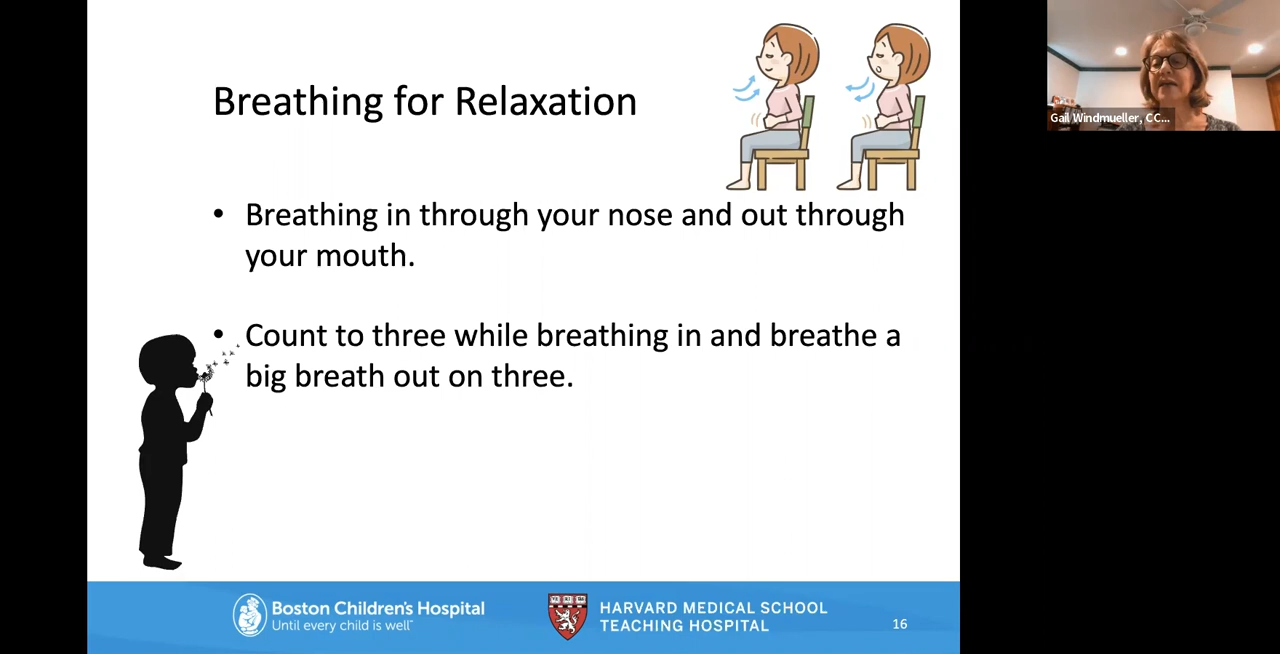 Breathing for Relaxation
Gail Windmueller, CC...
• Breathing in through your nose and out through
your mouth.
• Count to three while breathing in and breathe a
big breath out on three.
Boston Children's Hospital
Until every child is well™
HARVARD MEDICAL SCHOOL
TEACHING HOSPITAL
16